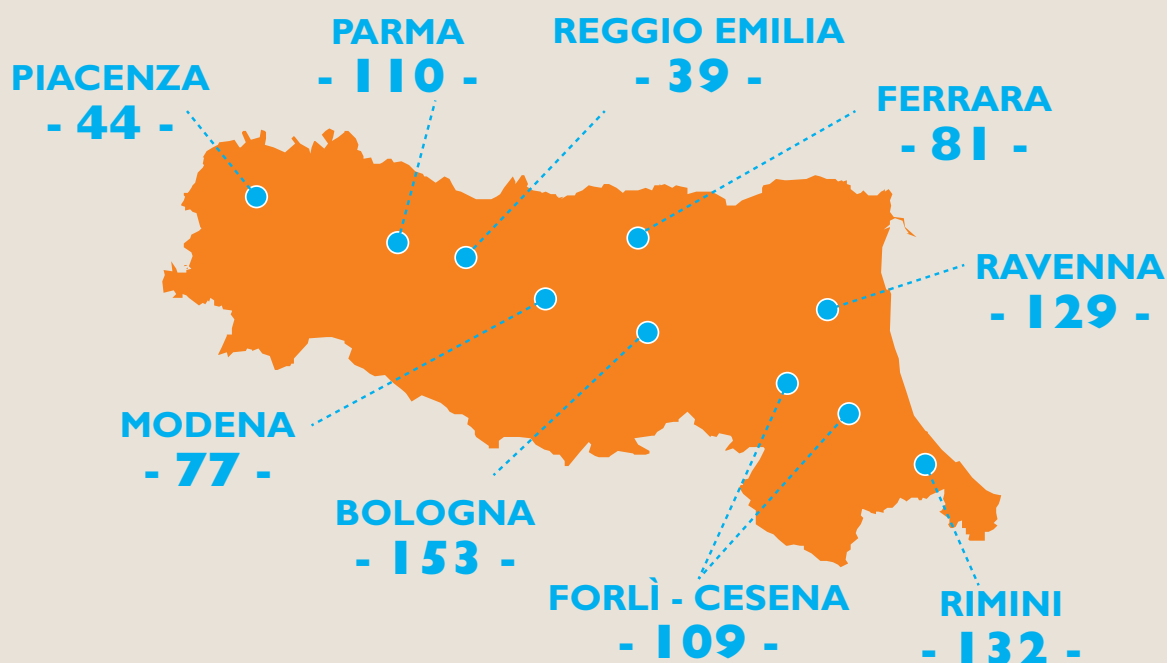 PARMA
- 110 -
REGGIO EMILIA
- 39 -
PIACENZA
- 44 -
FERRARA
- 81 -
RAVENNA
- 129 -
MODENA
- 77 -
BOLOGNA
- 153 -
FORLÌ - CESENA
- 109 -
RIMINI
- 132 -